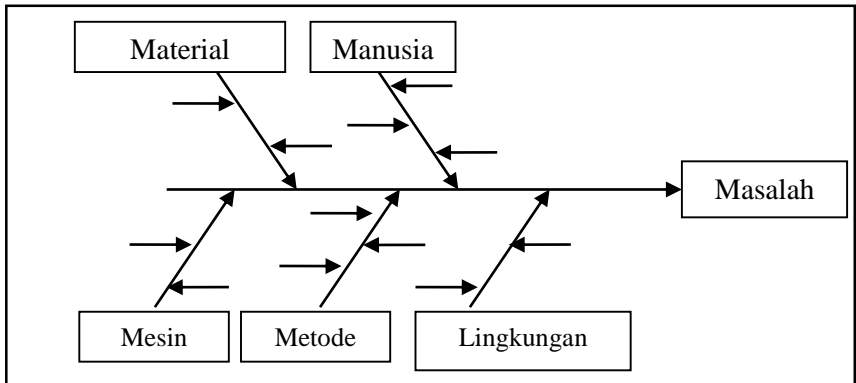 Material
Manusia
Masalah
Mesin
Metode
Lingkungan